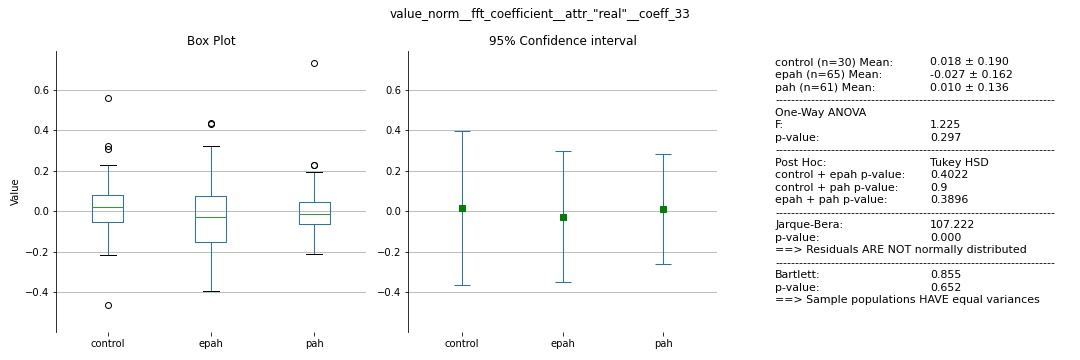 value_norm__fft_coefficient__attr_"real"__coeff_33
Box Plot
Value
0.6
0.4
0.2
0.0
−0.2
−0.4
control epah pah
95% Confidence interval
0.6
0.4
0.2
0.0
−0.2
−0.4
control epah pah
control (n=30) Mean: 0.018 ± 0.190
epah (n=65) Mean: -0.027 ± 0.162
pah (n=61) Mean: 0.010 ± 0.136
One-Way ANOVA
F: 1.225
p-value: 0.297
Post Hoc: Tukey HSD
control + epah p-value: 0.4022
control + pah p-value: 0.9
epah + pah p-value: 0.3896
Jarque-Bera: 107.222
p-value: 0.000
==> Residuals ARE NOT normally distributed
Bartlett: 0.855
p-value: 0.652
==> Sample populations HAVE equal variances